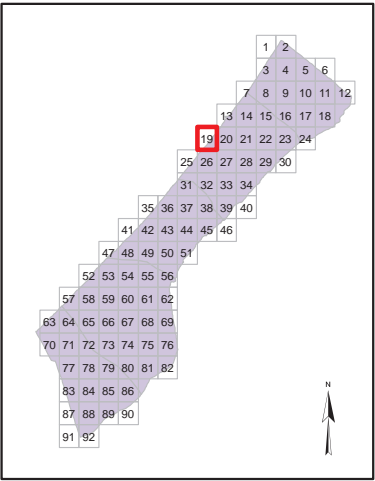 1 2
3 4 5 6
7 8 9 10 11 12
13 14 15 16 17 18
19 20 21 22 23 24
25 26 27 28 29 30
31 32 33 34
35 36 37 38 39 40
41 42 43 44 45 46
47 48 49 50 51
52 53 54 55 56
57 58 59 60 61 62
63 64 65 66 67 68 69
70 71 72 73 74 75 76
77 78 79 80 81 82
83 84 85 86
N
87 88 89 90
91 92